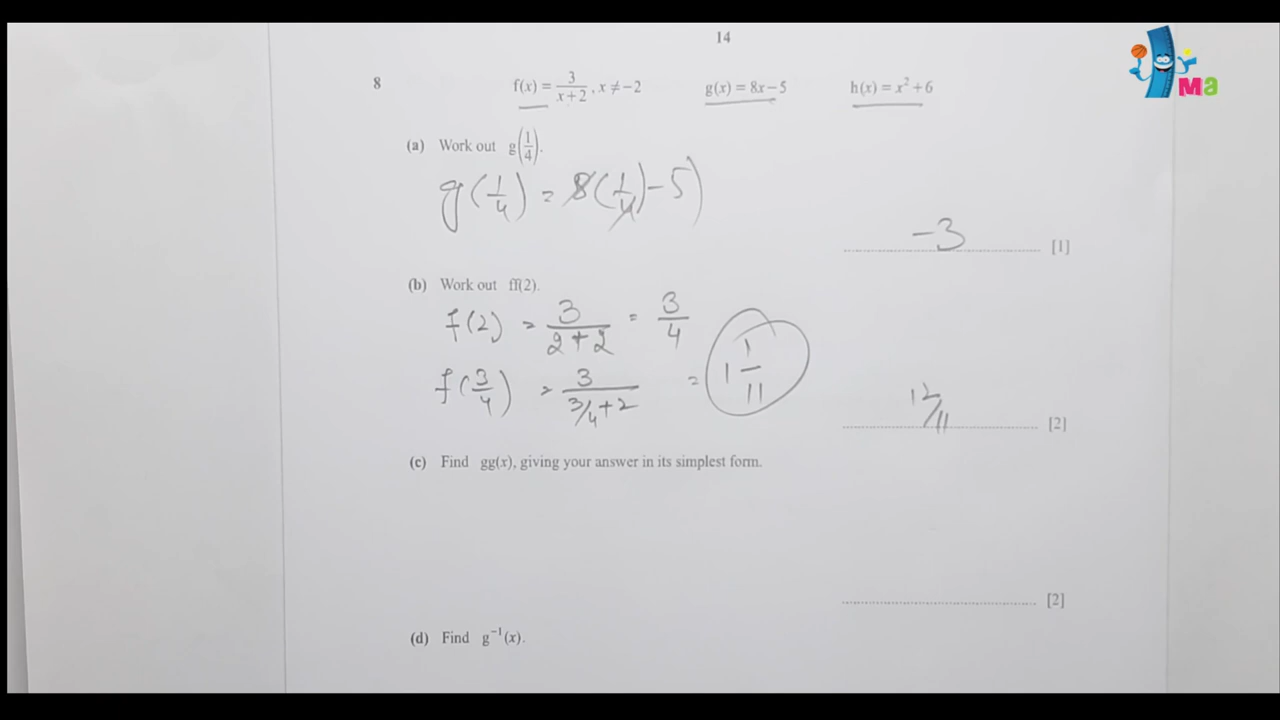 14
8 f(x) = 3/(x+2), x ≠ −2 g(x) = 8x − 5 h(x) = x² + 6
(a) Work out g(1/4).
g(1/4) = 8(1/4) − 5)
−3 [1]
(b) Work out ff(2).
f(2) = 3/(2+2) = 3/4
f(3/4) = 3/(3/4+2) = 1 1/11
12/11 [2]
(c) Find gg(x), giving your answer in its simplest form.
[2]
(d) Find g⁻¹(x).
Ma